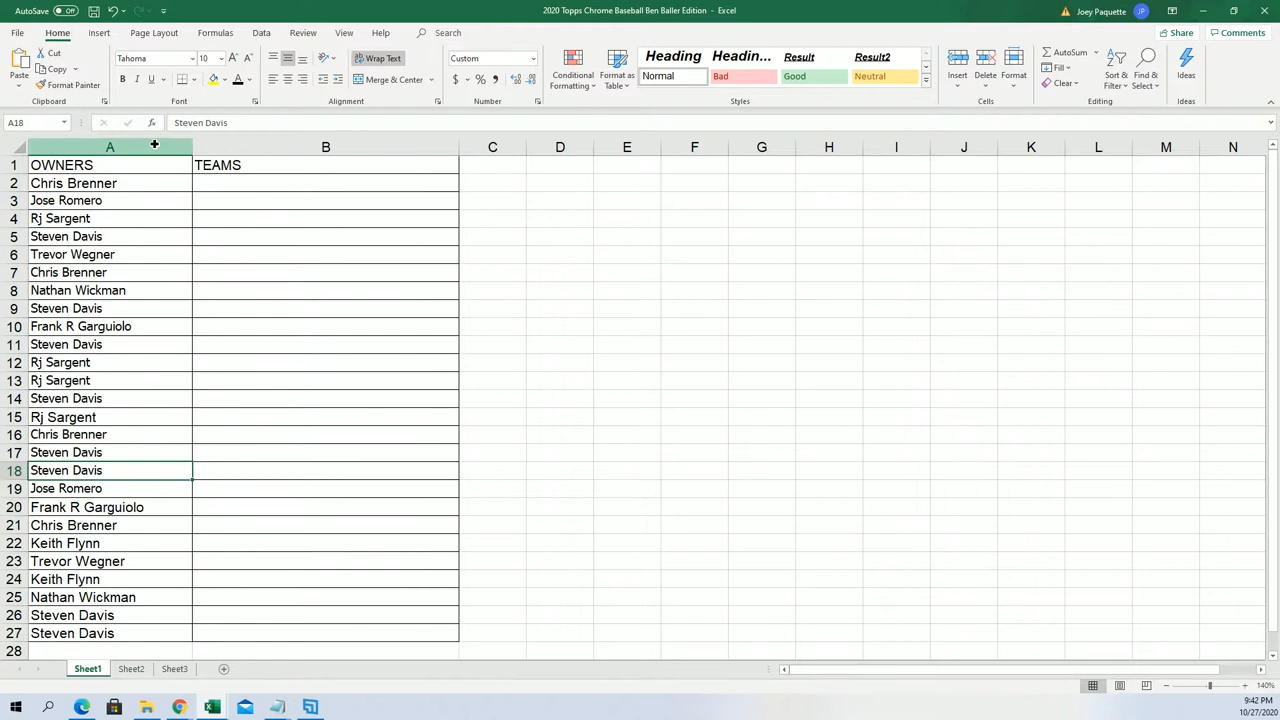 AutoSave Off 2020 Topps Chrome Baseball Ben Baller Edition - Excel Joey Paquette JP
File Home Insert Page Layout Formulas Data Review View Help Search Share Comments
Cut
Copy
Format Painter
Paste
Clipboard
Tahoma 10
B I U
Font
Wrap Text
Merge & Center
Alignment
Custom
$ % ,
Number
Conditional Formatting
Format as Table
Heading Headin... Result Result2
Normal Bad Good Neutral
Styles
Insert Delete Format
Cells
AutoSum
Fill
Clear
Sort & Filter
Find & Select
Editing
Ideas
Ideas
A18 fx Steven Davis
A B C D E F G H I J K L M N
1 OWNERS TEAMS
2 Chris Brenner
3 Jose Romero
4 Rj Sargent
5 Steven Davis
6 Trevor Wegner
7 Chris Brenner
8 Nathan Wickman
9 Steven Davis
10 Frank R Garguiolo
11 Steven Davis
12 Rj Sargent
13 Rj Sargent
14 Steven Davis
15 Rj Sargent
16 Chris Brenner
17 Steven Davis
18 Steven Davis
19 Jose Romero
20 Frank R Garguiolo
21 Chris Brenner
22 Keith Flynn
23 Trevor Wegner
24 Keith Flynn
25 Nathan Wickman
26 Steven Davis
27 Steven Davis
28
Sheet1 Sheet2 Sheet3
140%
9:42 PM
10/27/2020